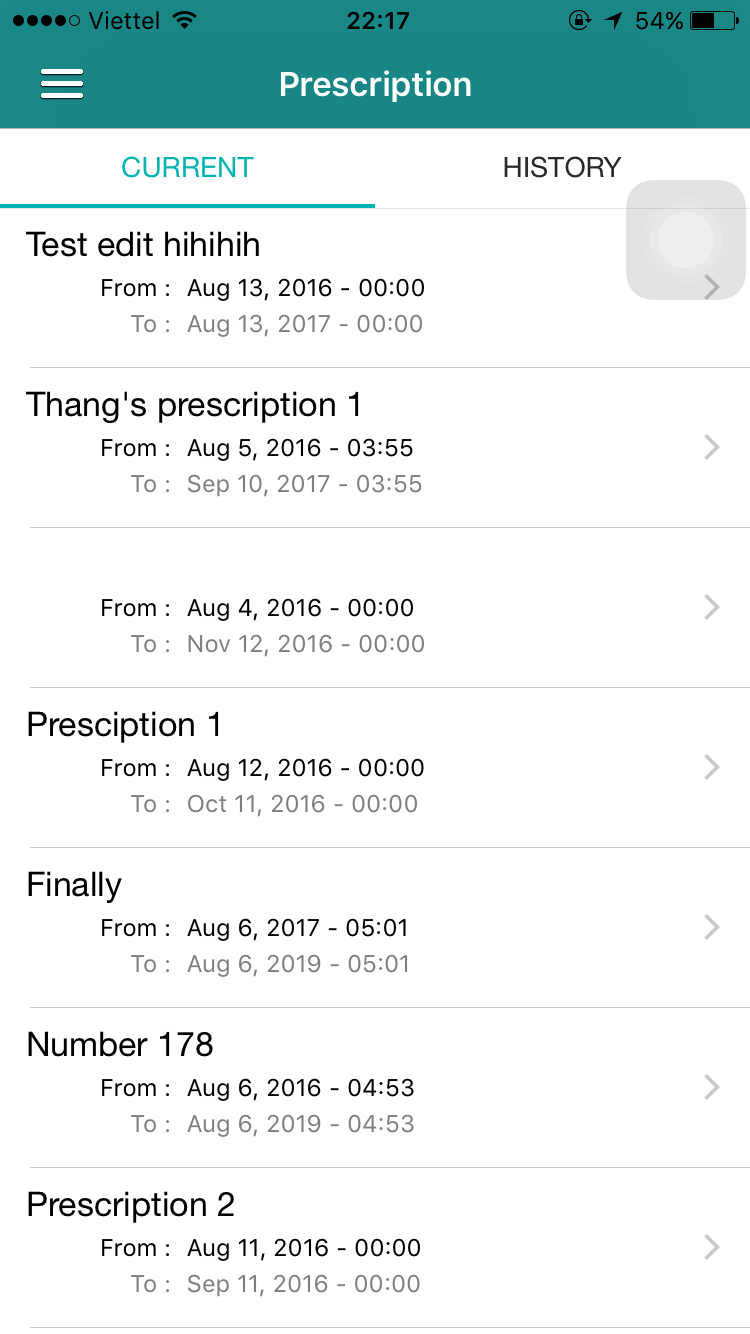 Viettel 22:17 54%
Prescription
CURRENT HISTORY
Test edit hihihih
From : Aug 13, 2016 - 00:00
To : Aug 13, 2017 - 00:00
Thang's prescription 1
From : Aug 5, 2016 - 03:55
To : Sep 10, 2017 - 03:55
From : Aug 4, 2016 - 00:00
To : Nov 12, 2016 - 00:00
Presciption 1
From : Aug 12, 2016 - 00:00
To : Oct 11, 2016 - 00:00
Finally
From : Aug 6, 2017 - 05:01
To : Aug 6, 2019 - 05:01
Number 178
From : Aug 6, 2016 - 04:53
To : Aug 6, 2019 - 04:53
Prescription 2
From : Aug 11, 2016 - 00:00
To : Sep 11, 2016 - 00:00